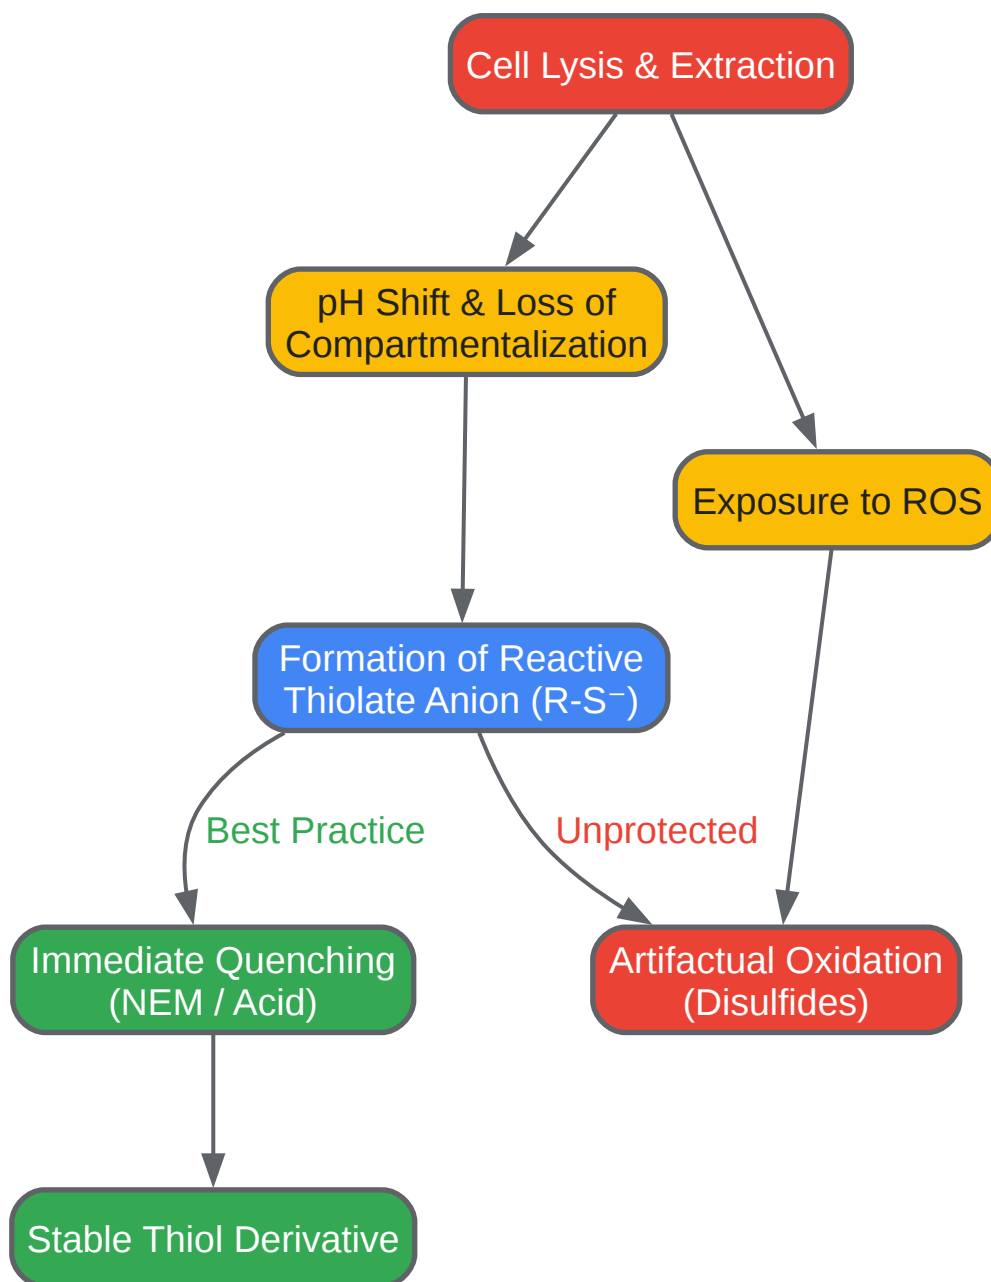 Cell Lysis & Extraction
pH Shift & Loss of
Compartmentalization
Exposure to ROS
Formation of Reactive
Thiolate Anion (R-S⁻)
Best Practice
Unprotected
Immediate Quenching
(NEM / Acid)
Artifactual Oxidation
(Disulfides)
Stable Thiol Derivative